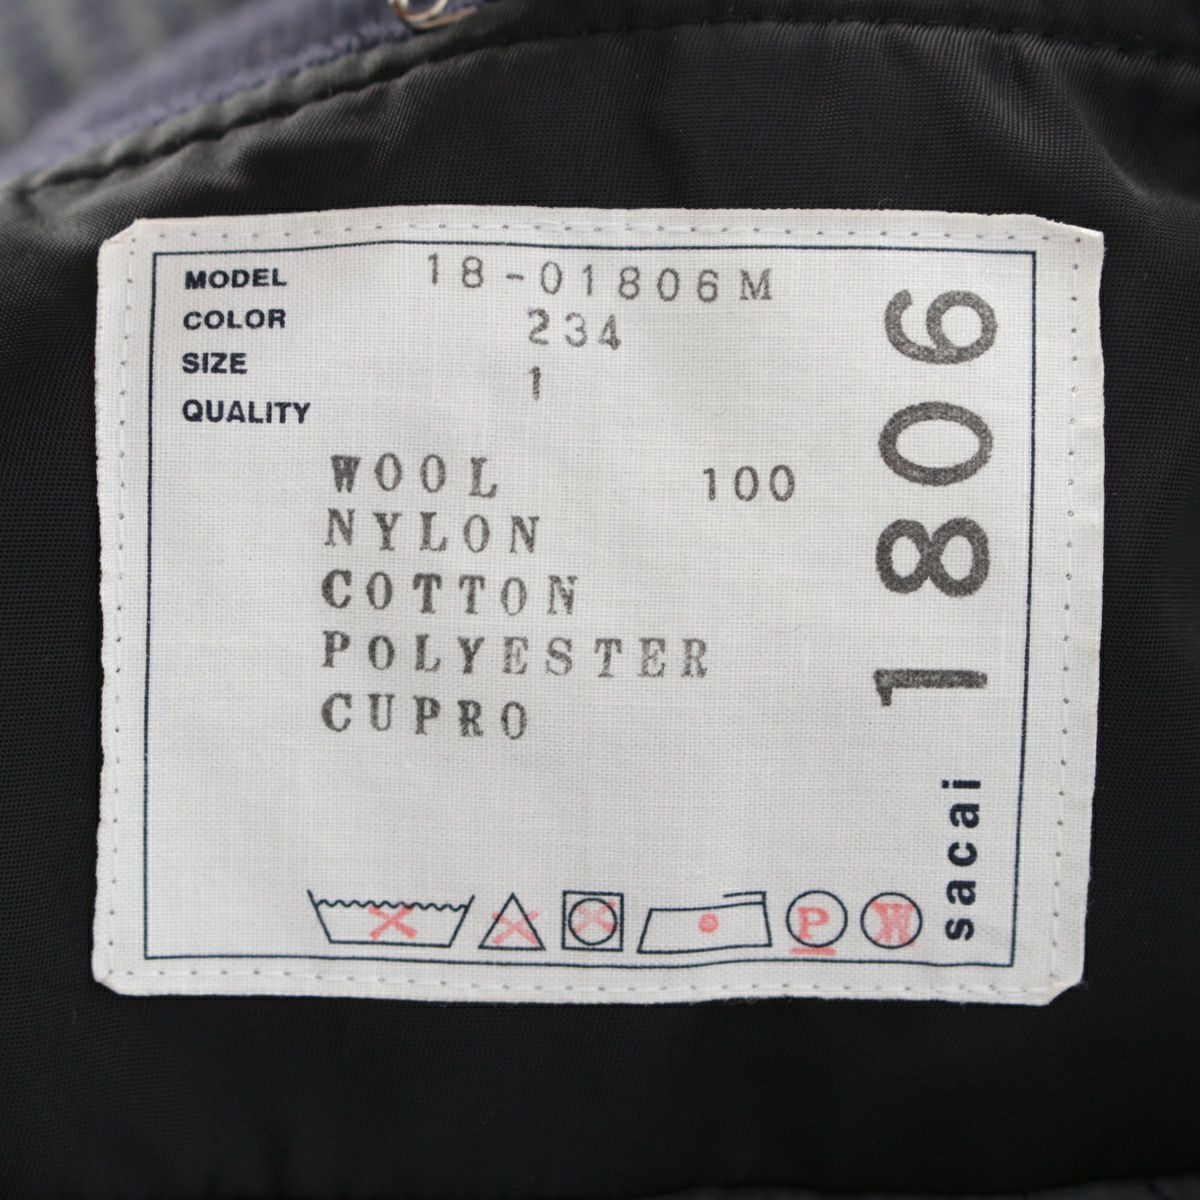 MODEL 18-01806M
COLOR 234
SIZE 1
QUALITY
WOOL 100
NYLON
COTTON
POLYESTER
CUPRO
P W
sacai 1806